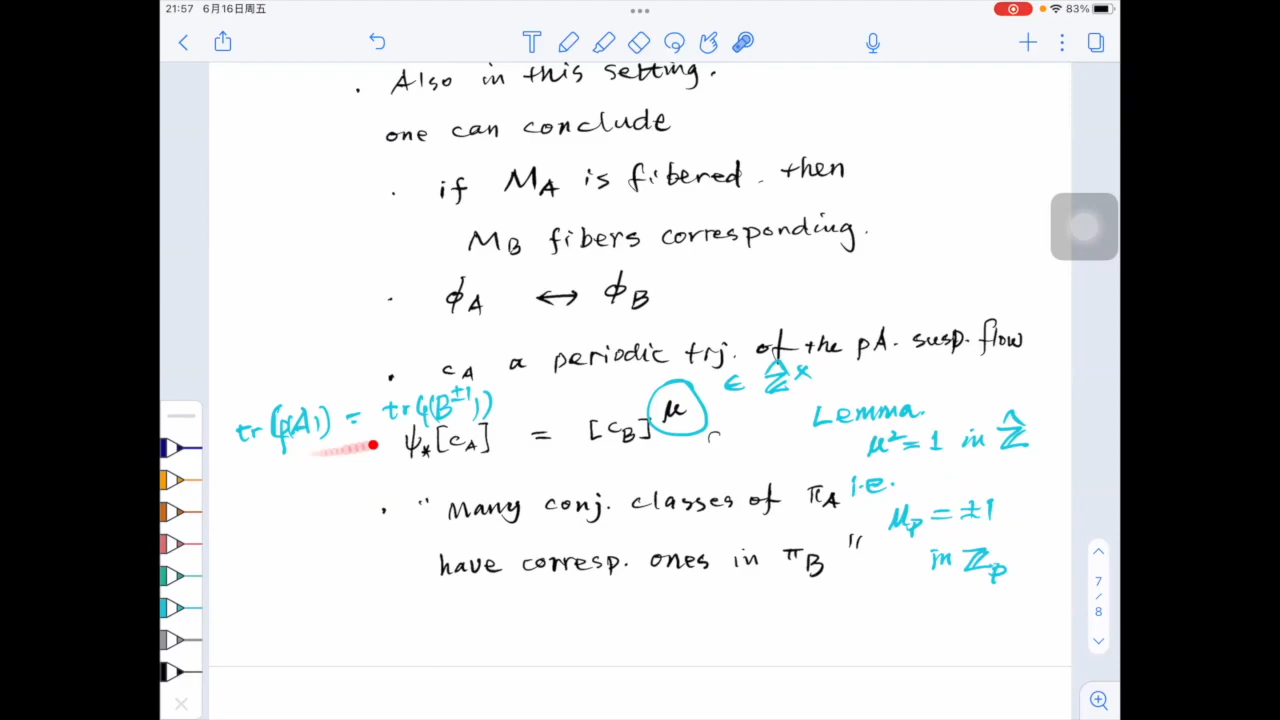 21:57 6月16日周五
83%
· Also in this setting.
one can conclude
· if M_A is fibered. then
M_B fibers corresponding.
· ϕ_A ↔ ϕ_B
· c_A a periodic trj. of the pA. susp. flow
∈ Ẑ^×
tr(φ(A)) = tr(φ(B^{±1}))
ψ_*[c_A] = [c_B]^μ
Lemma.
μ² = 1 in Ẑ
i.e.
μ_p = ±1
in ℤ_p
· "Many conj. classes of π_A
have corresp. ones in π_B"
7
/
8